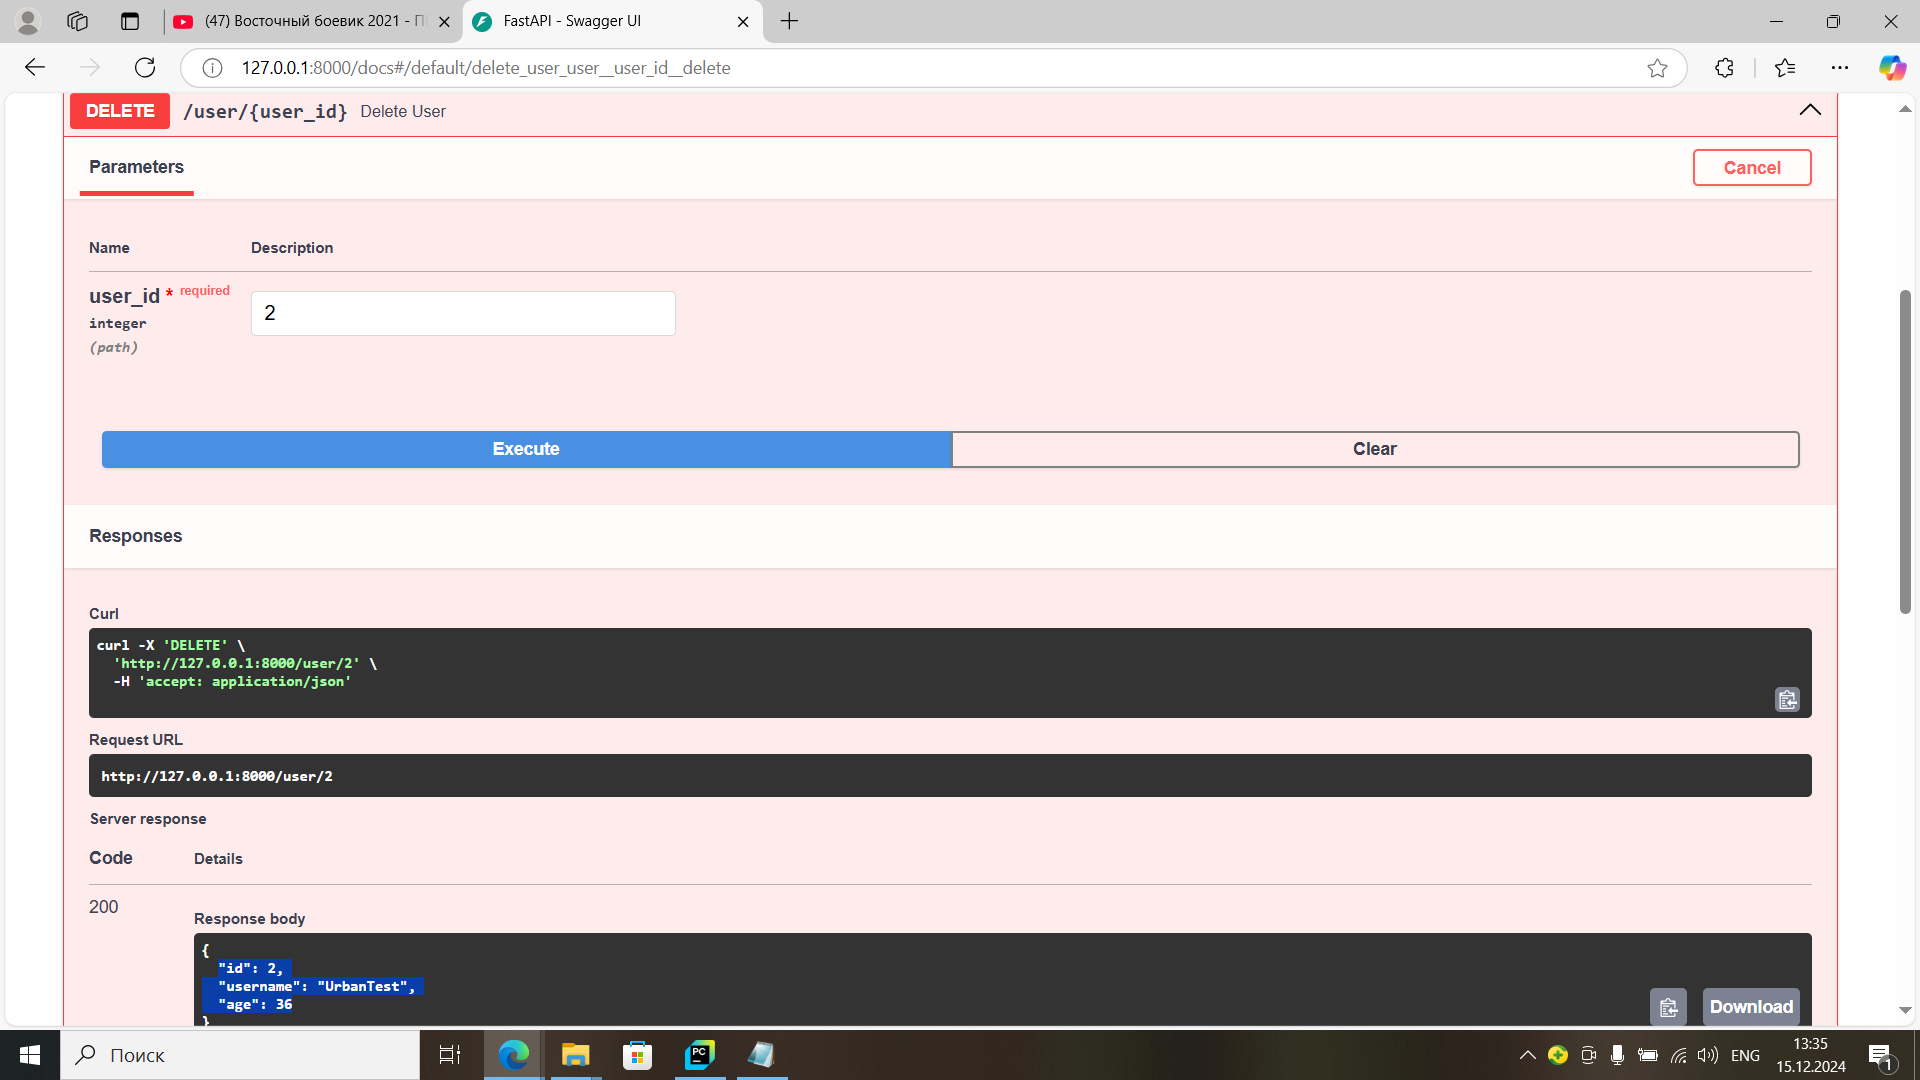 (47) Восточный боевик 2021 - П
FastAPI - Swagger UI
127.0.0.1:8000/docs#/default/delete_user_user__user_id__delete
DELETE /user/{user_id} Delete User
Parameters
Cancel
Name Description
user_id * required
integer
(path)
2
Execute
Clear
Responses
Curl
curl -X 'DELETE' \
'http://127.0.0.1:8000/user/2' \
-H 'accept: application/json'
Request URL
http://127.0.0.1:8000/user/2
Server response
Code Details
200
Response body
{
"id": 2,
"username": "UrbanTest",
"age": 36
}
Download
Поиск
PC
ENG
13:35
15.12.2024
1